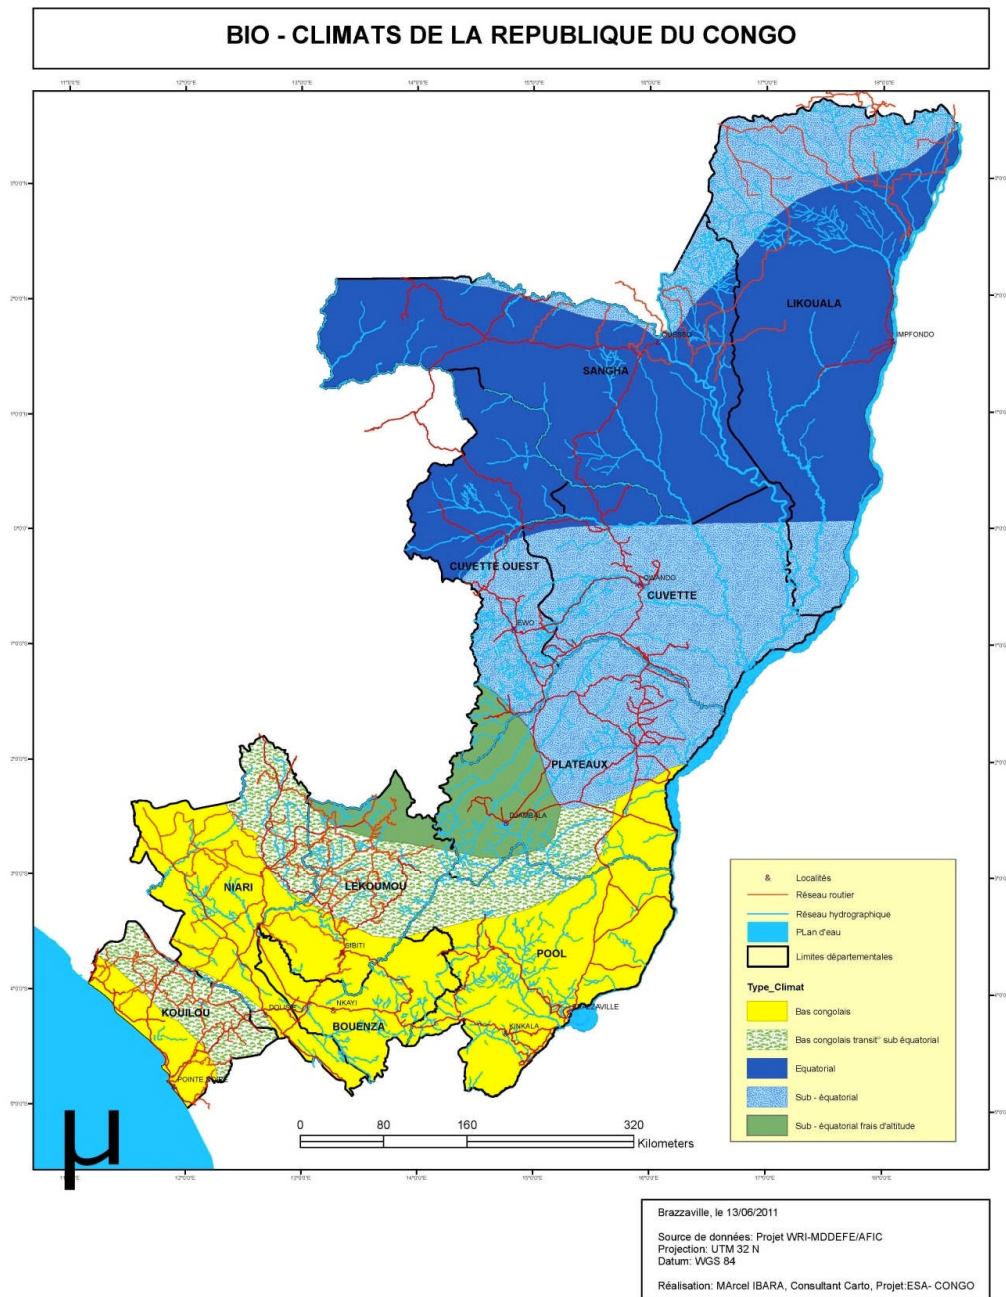 BIO - CLIMATS DE LA REPUBLIQUE DU CONGO
LIKOUALA
IMPFONDO
OUESSO
SANGHA
CUVETTE OUEST
OWANDO
CUVETTE
EWO
PLATEAUX
DJAMBALA
NIARI
LEKOUMOU
SIBITI
POOL
KOUILOU
DOLISIE
NKAYI
BOUENZA
BRAZZAVILLE
KINKALA
POINTE NOIRE
µ
0 80 160 320
Kilometers
Localités
Réseau routier
Réseau hydrographique
PLan d'eau
Limites départementales
Type_Climat
Bas congolais
Bas congolais transit° sub équatorial
Equatorial
Sub - équatorial
Sub - équatorial frais d'altitude
Brazzaville, le 13/06/2011
Source de données: Projet WRI-MDDEFE/AFIC
Projection: UTM 32 N
Datum: WGS 84
Réalisation: MArcel IBARA, Consultant Carto, Projet:ESA- CONGO